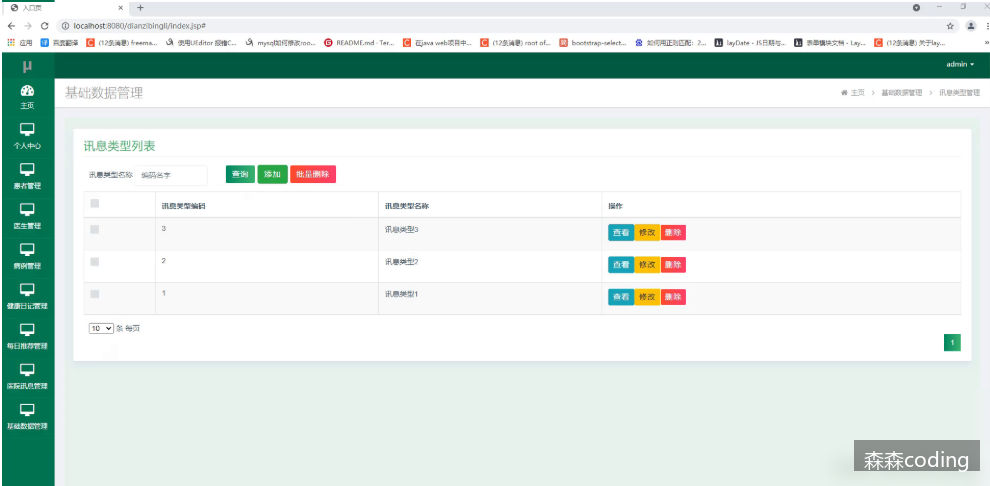 入口页
localhost:8080/dianzibingli/index.jsp#
应用 百度翻译 (12条消息) freema... 使用UEditor 报错C... mysql如何修改roo... README.md · Ter... 在java web项目中... (12条消息) root of... bootstrap-select... 如何用正则匹配: 2... layDate - JS日期与... 表单模块文档 - Lay... (12条消息) 关于lay...
μ
admin
主页
个人中心
患者管理
医生管理
病例管理
健康日记管理
每日推荐管理
医院讯息管理
基础数据管理
基础数据管理
主页 > 基础数据管理 > 讯息类型管理
讯息类型列表
讯息类型名称 编码名字 查询 添加 批量删除
讯息类型编码 讯息类型名称 操作
3 讯息类型3 查看 修改 删除
2 讯息类型2 查看 修改 删除
1 讯息类型1 查看 修改 删除
10 条 每页
1
森森coding